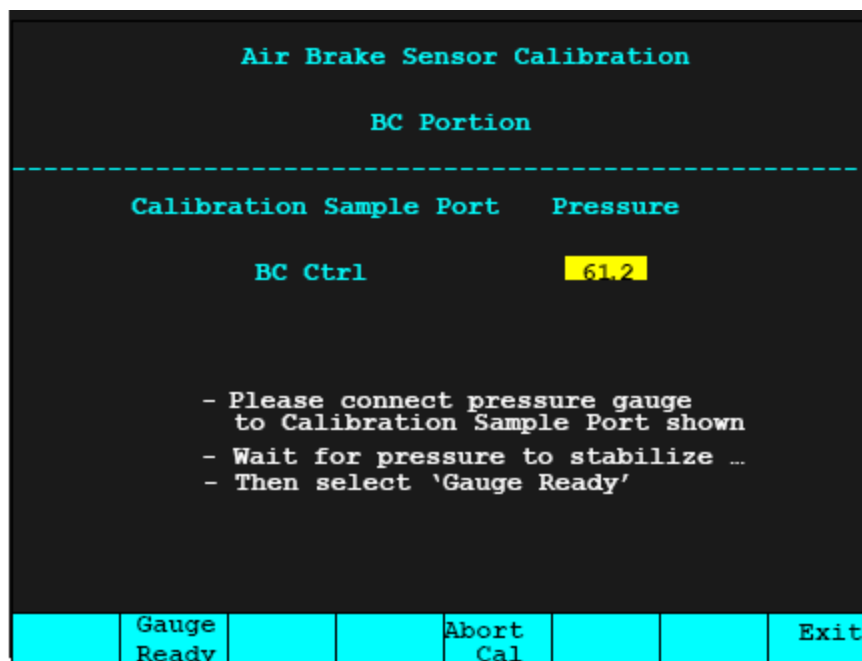 Air Brake Sensor Calibration
BC Portion
Calibration Sample Port Pressure
BC Ctrl 61.2
- Please connect pressure gauge
to Calibration Sample Port shown
- Wait for pressure to stabilize …
- Then select ‘Gauge Ready’
Gauge Ready Abort Cal Exit